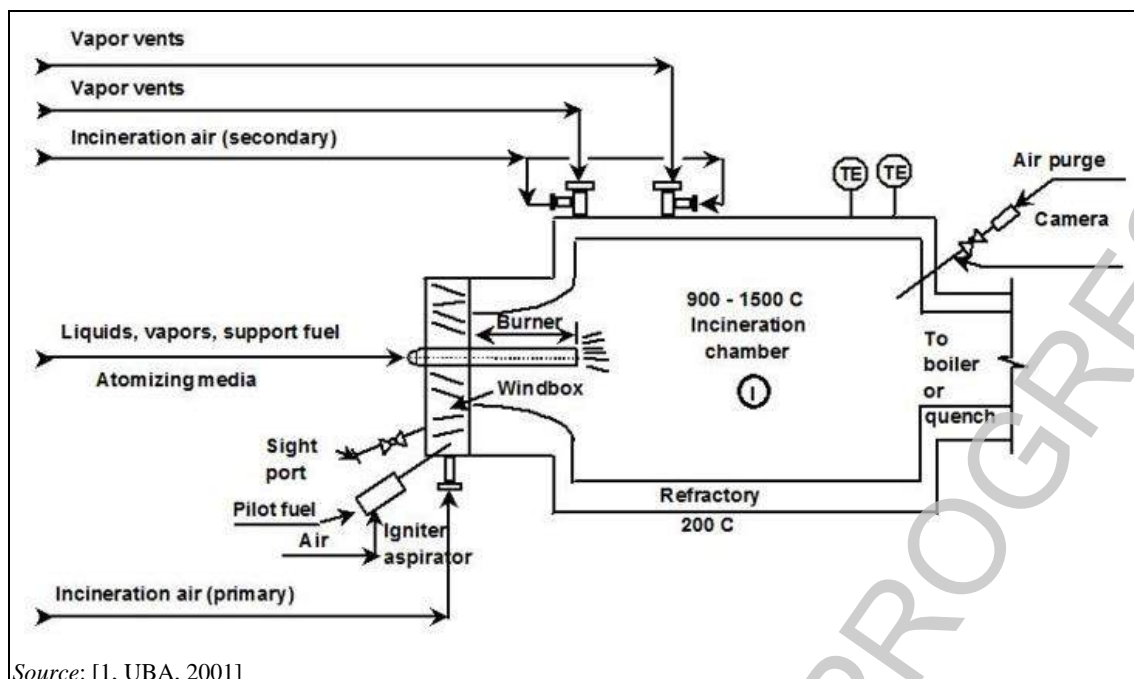 Vapor vents
Vapor vents
Incineration air (secondary)
TE TE
Air purge
Camera
900 - 1500 C
Incineration
chamber
I
Burner
Liquids, vapors, support fuel
Atomizing media
To
boiler
or
quench
Windbox
Sight
port
Pilot fuel
Air
Igniter
aspirator
Refractory
200 C
Incineration air (primary)
Source: [1, UBA, 2001]
PROGRES